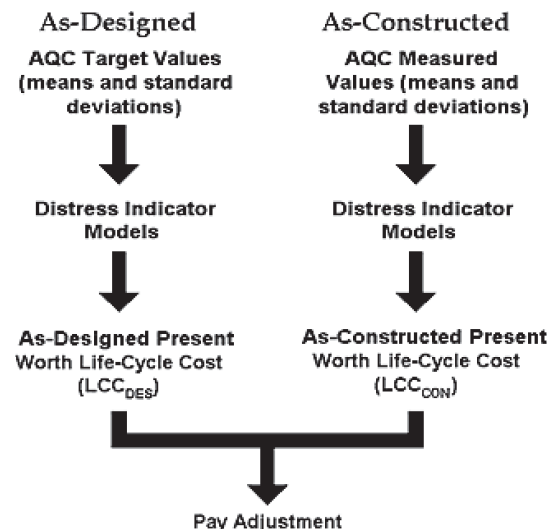 As-Designed
AQC Target Values
(means and standard
deviations)
Distress Indicator
Models
As-Designed Present
Worth Life-Cycle Cost
(LCC_DES)
As-Constructed
AQC Measured
Values (means and
standard deviations)
Distress Indicator
Models
As-Constructed Present
Worth Life-Cycle Cost
(LCC_CON)
Pay Adjustment